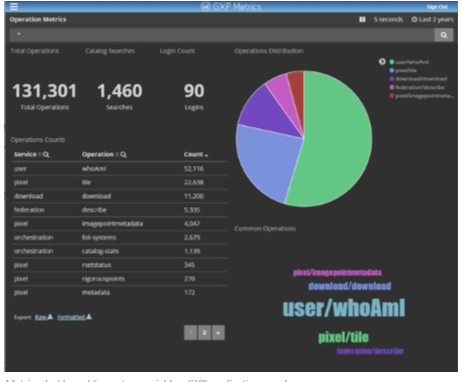 GXP Metrics
Sign Out
Operation Metrics
5 seconds
Last 2 years
*
Total Operations
Catalog Searches
Login Count
Operations Distribution
131,301
1,460
90
Total Operations
Searches
Logins
user/whoAmI
pixel/tile
download/download
federation/describe
pixel/imagepointmeta...
Operations Counts
Service
Operation
Count
user whoAmI 52,116
pixel tile 22,638
download download 11,200
federation describe 5,335
pixel imagepointmetadata 4,047
orchestration list-systems 2,679
orchestration catalog-stats 1,139
pixel rsetstatus 345
pixel rigorouspoints 270
pixel metadata 172
Export: Raw Formatted
1 2 »
Common Operations
pixel/imagepointmetadata
download/download
user/whoAmI
pixel/tile
federation/describe